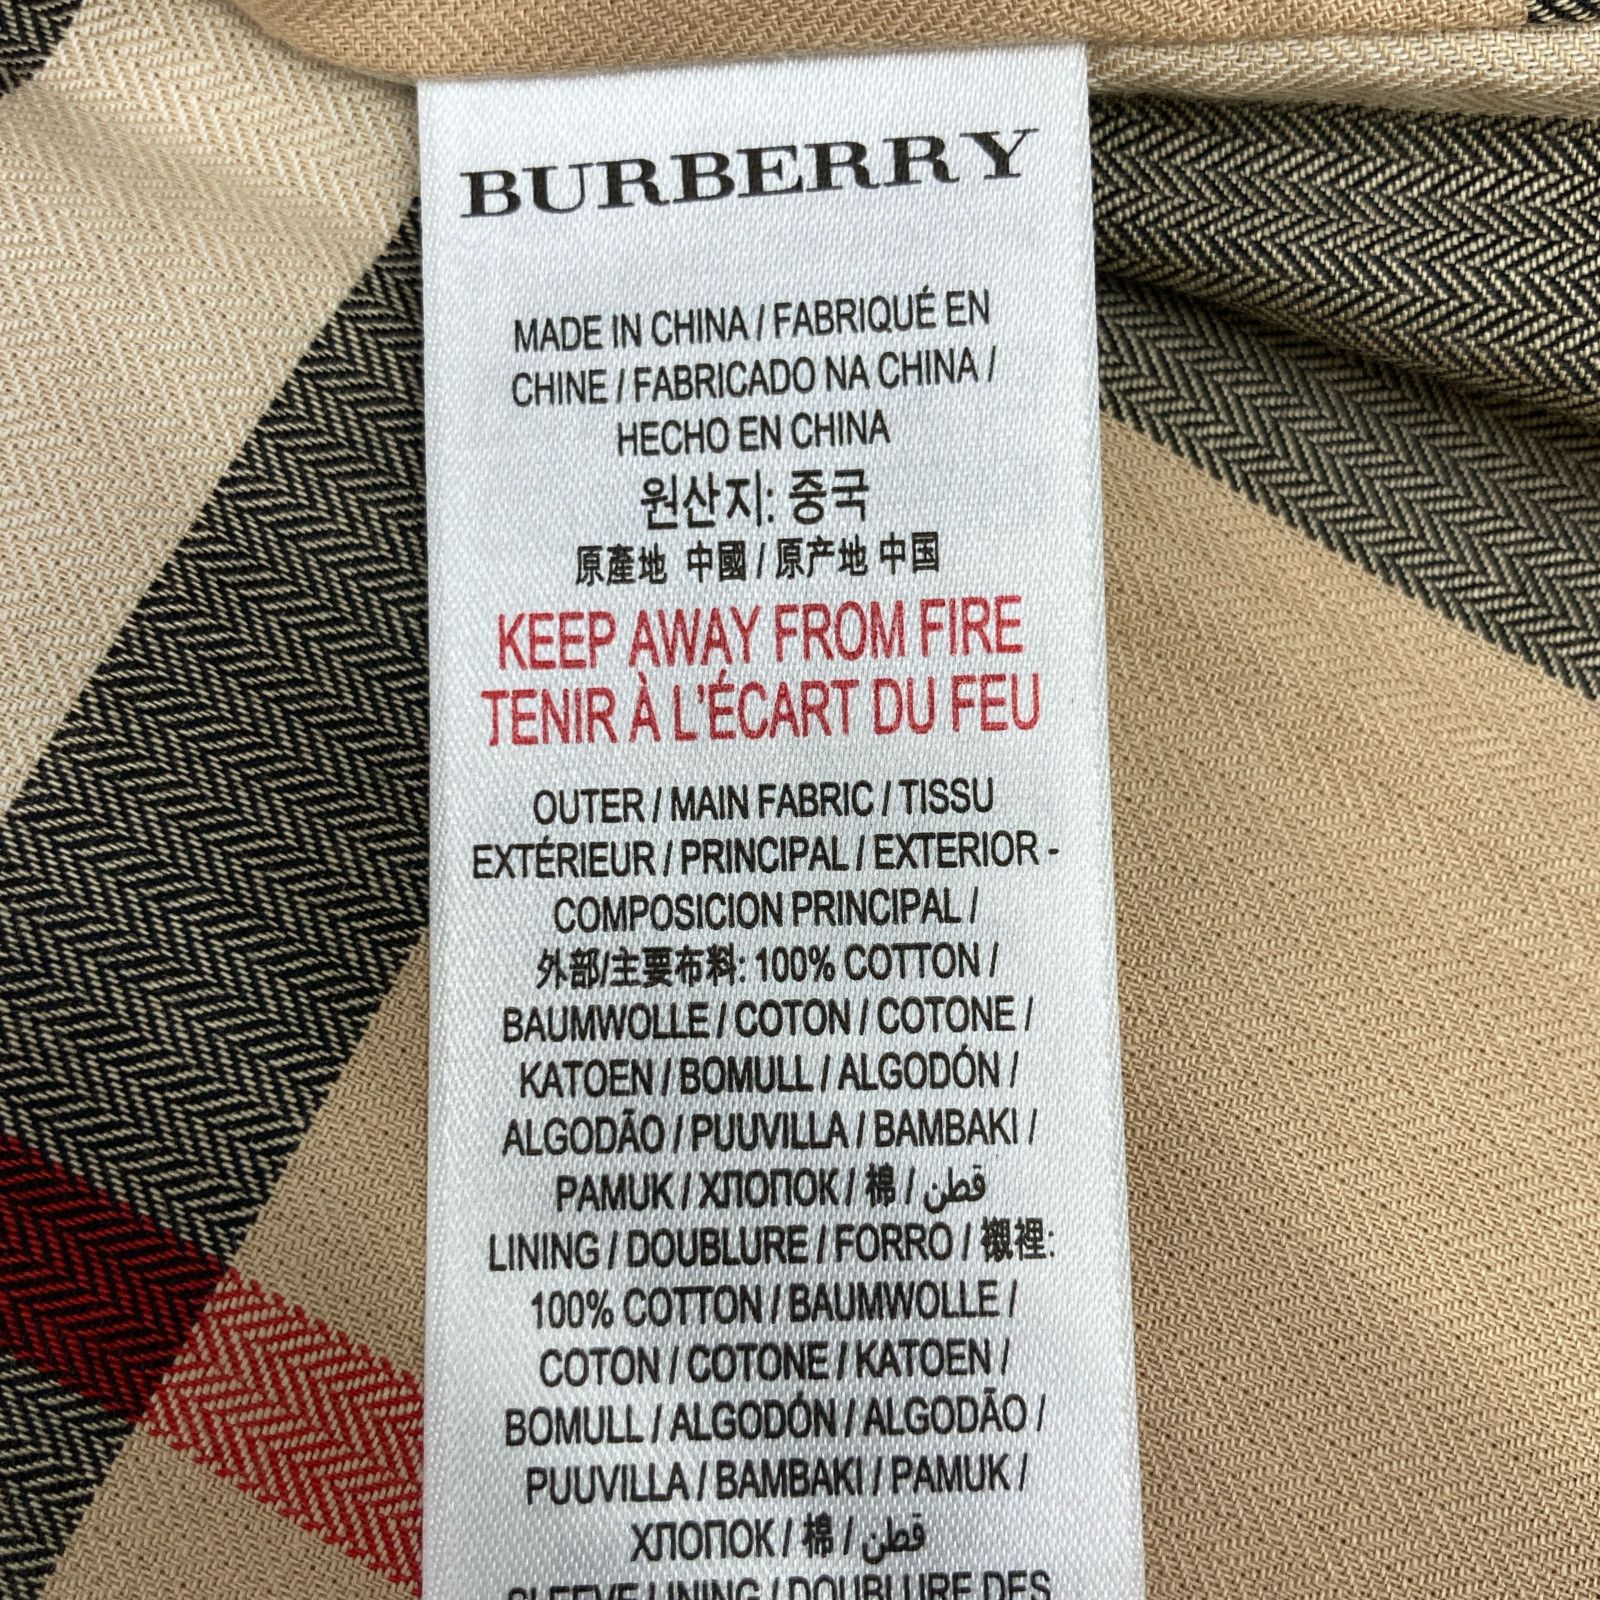 BURBERRY
MADE IN CHINA / FABRIQUÉ EN
CHINE / FABRICADO NA CHINA /
HECHO EN CHINA
원산지: 중국
原產地 中國 / 原产地 中国
KEEP AWAY FROM FIRE
TENIR À L'ÉCART DU FEU
OUTER / MAIN FABRIC / TISSU
EXTÉRIEUR / PRINCIPAL / EXTERIOR -
COMPOSICION PRINCIPAL /
外部/主要布料: 100% COTTON /
BAUMWOLLE / COTON / COTONE /
KATOEN / BOMULL / ALGODÓN /
ALGODÃO / PUUVILLA / BAMBAKI /
PAMUK / ХЛОПОК / 棉 / قطن
LINING / DOUBLURE / FORRO / 襯裡:
100% COTTON / BAUMWOLLE /
COTON / COTONE / KATOEN /
BOMULL / ALGODÓN / ALGODÃO /
PUUVILLA / BAMBAKI / PAMUK /
ХЛОПОК / 棉 / قطن
SLEEVE LINING / DOUBLURE DES